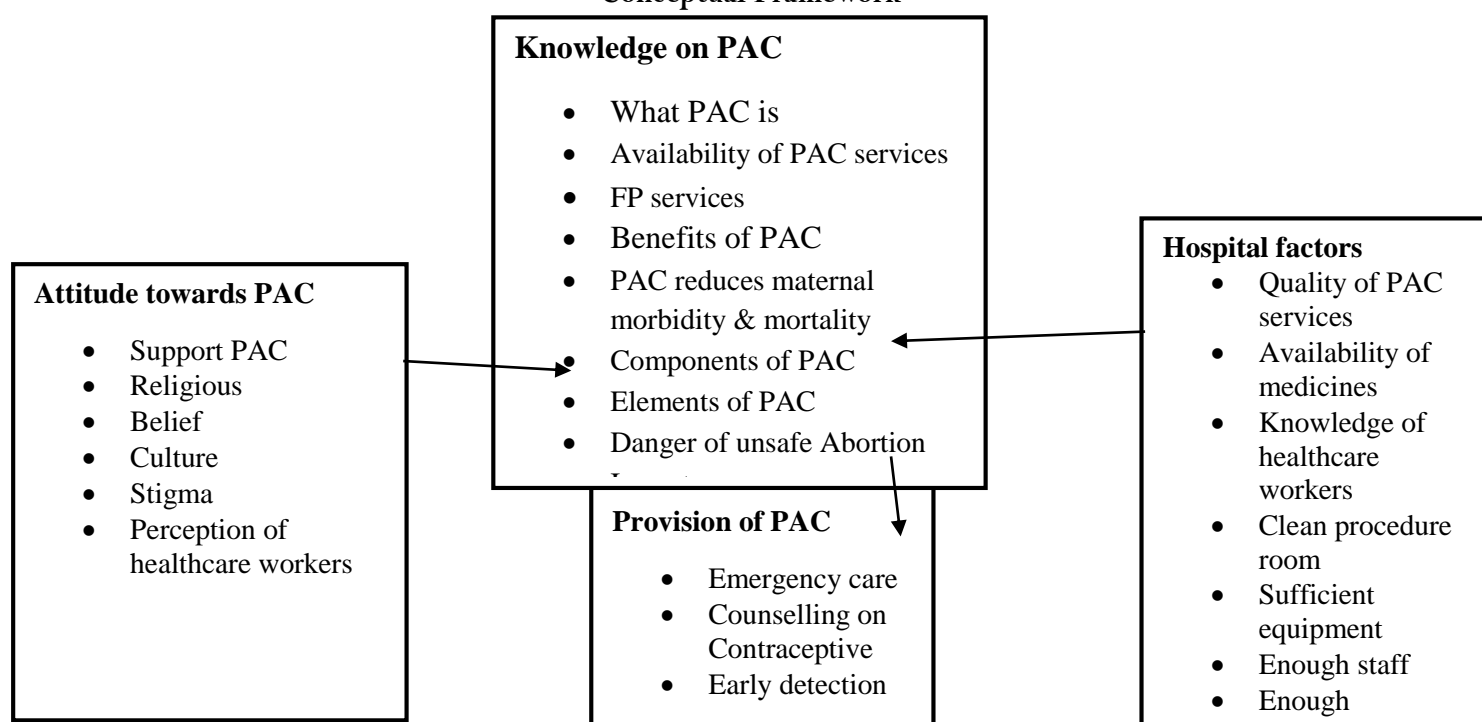 Conceptual Framework
Knowledge on PAC
• What PAC is
• Availability of PAC services
• FP services
• Benefits of PAC
• PAC reduces maternal
morbidity & mortality
• Components of PAC
• Elements of PAC
• Danger of unsafe Abortion
Attitude towards PAC
• Support PAC
• Religious
• Belief
• Culture
• Stigma
• Perception of
healthcare workers
Provision of PAC
• Emergency care
• Counselling on
Contraceptive
• Early detection
Hospital factors
• Quality of PAC
services
• Availability of
medicines
• Knowledge of
healthcare
workers
• Clean procedure
room
• Sufficient
equipment
• Enough staff
• Enough